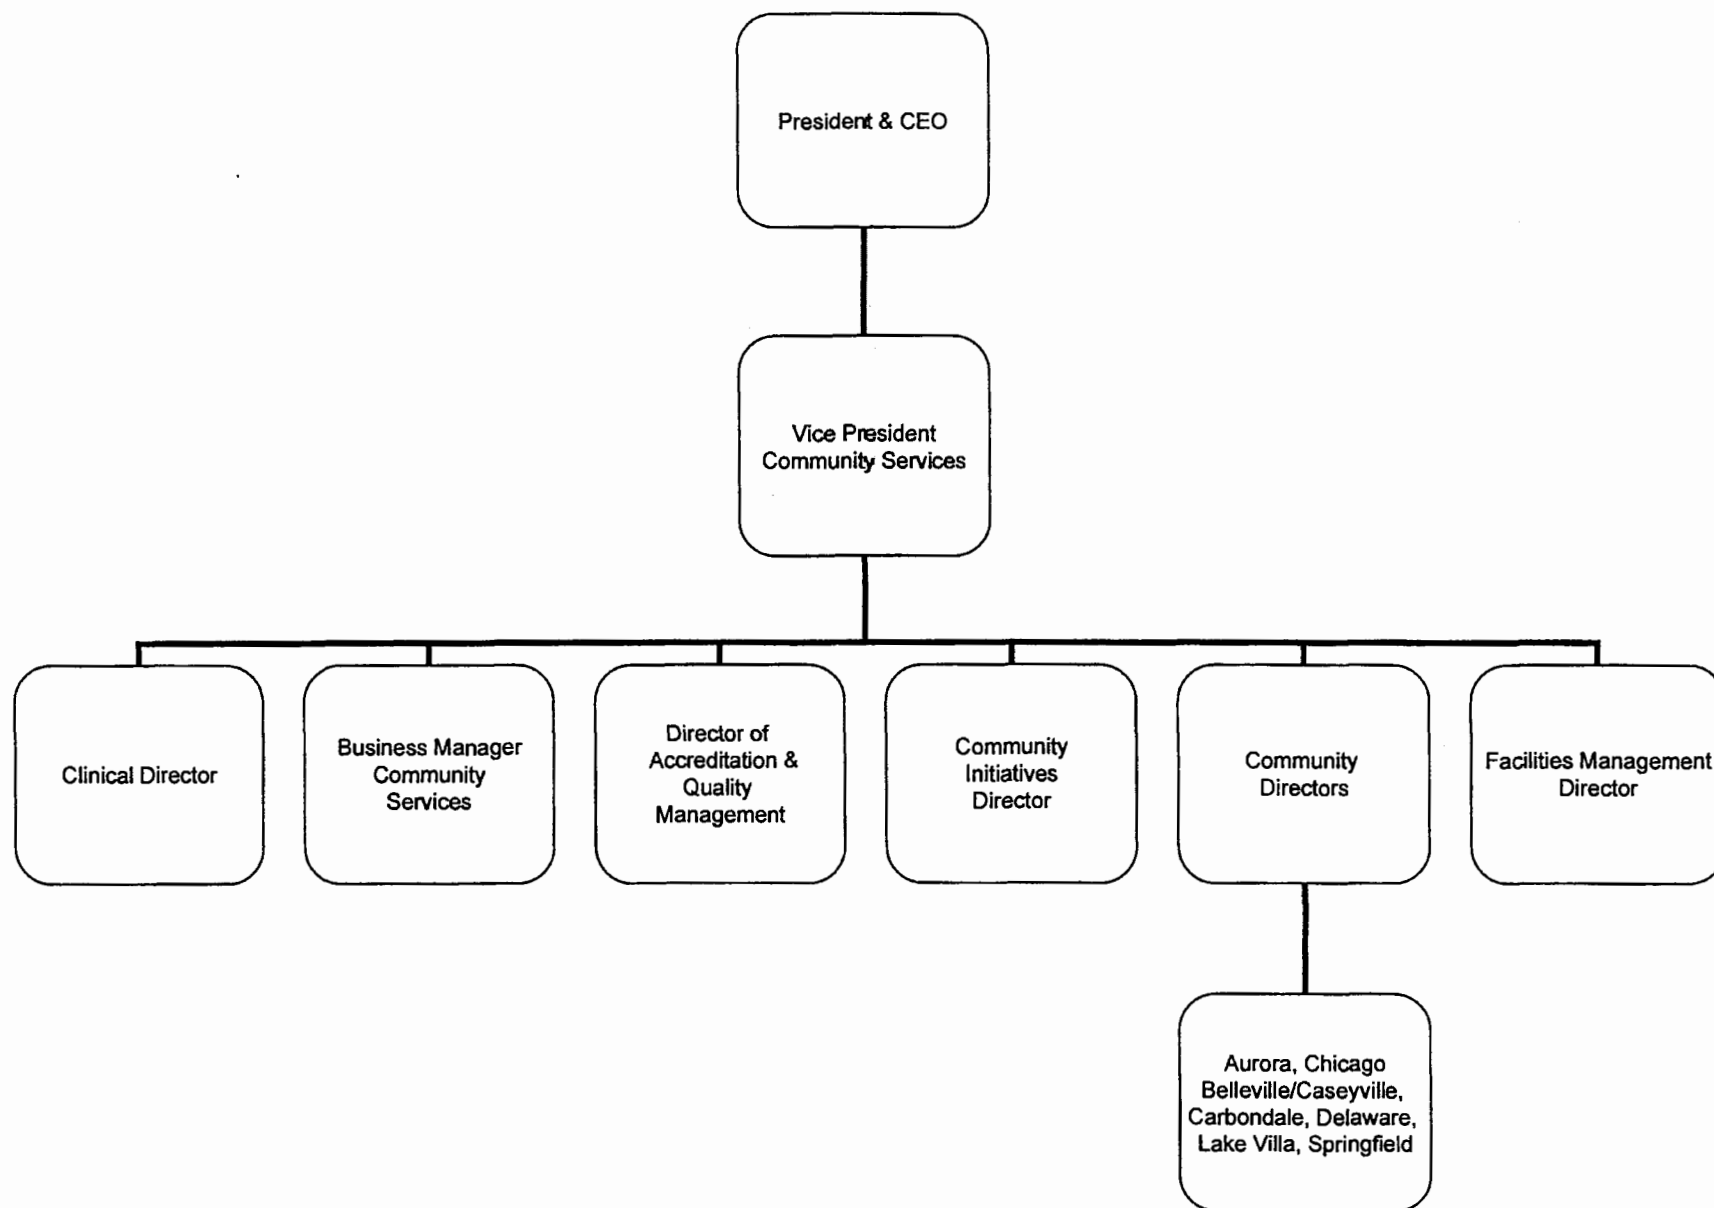 President & CEO
Vice President
Community Services
Clinical Director
Business Manager
Community
Services
Director of
Accreditation &
Quality
Management
Community
Initiatives
Director
Community
Directors
Facilities Management
Director
Aurora, Chicago
Belleville/Caseyville,
Carbondale, Delaware,
Lake Villa, Springfield